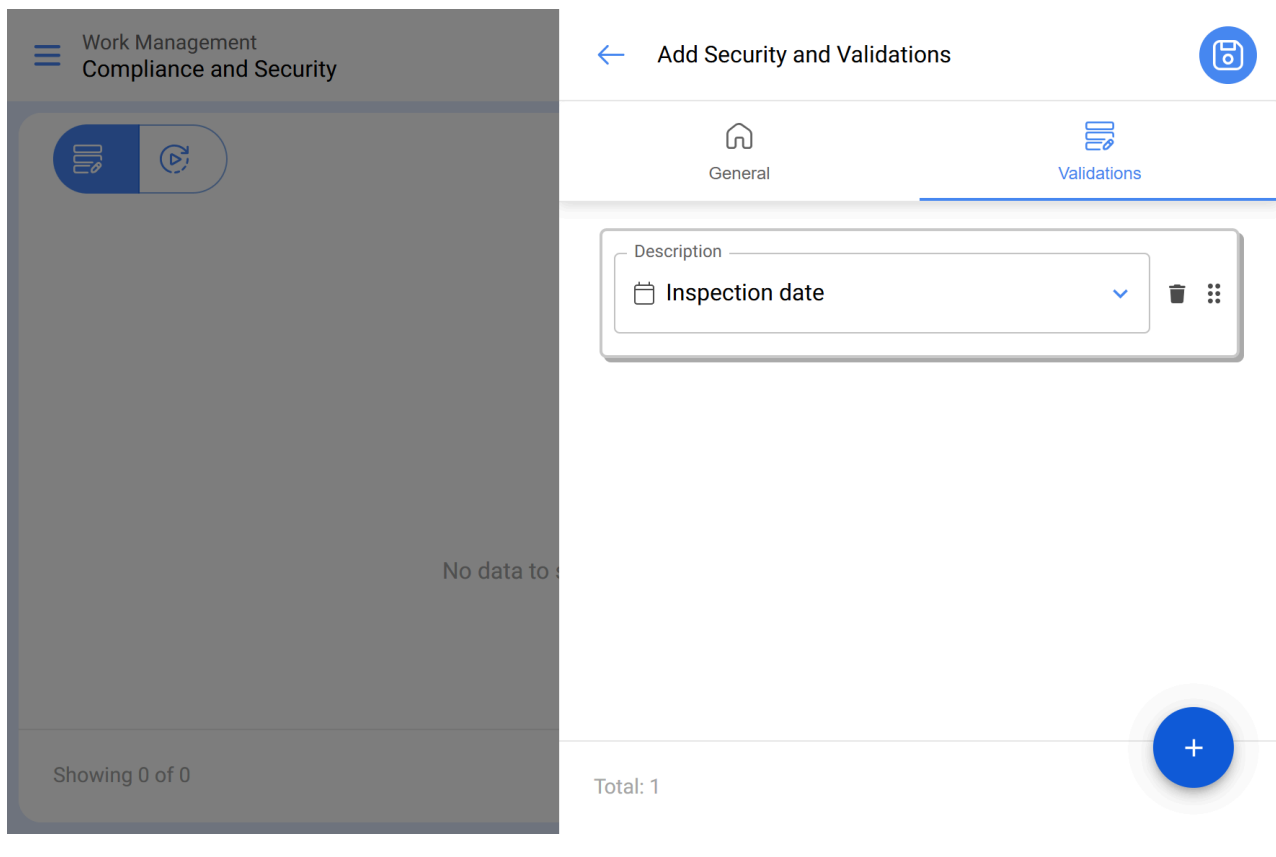 Work Management
Compliance and Security
No data to
Showing 0 of 0
Add Security and Validations
General
Validations
Description
Inspection date
Total: 1